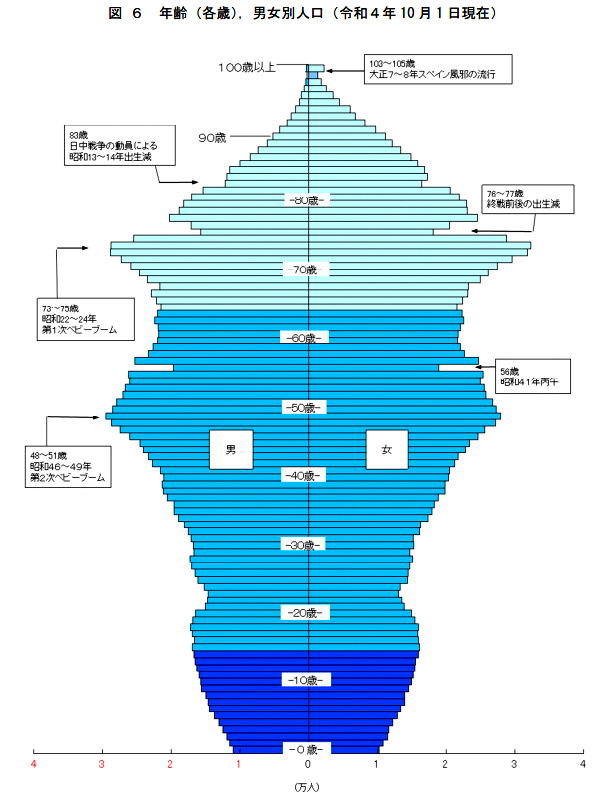 図 6 年齢（各歳），男女別人口（令和４年10月１日現在）
100歳以上
103～105歳
大正7～8年スペイン風邪の流行
83歳
日中戦争の動員による
昭和13～14年出生減
90歳
76～77歳
終戦前後の出生減
-80歳-
-70歳-
73～75歳
昭和22～24年
第1次ベビーブーム
-60歳-
56歳
昭和41年丙午
-50歳-
男
女
48～51歳
昭和46～49年
第2次ベビーブーム
-40歳-
-30歳-
-20歳-
-10歳-
-0歳-
4 3 2 1 0 1 2 3 4
(万人)